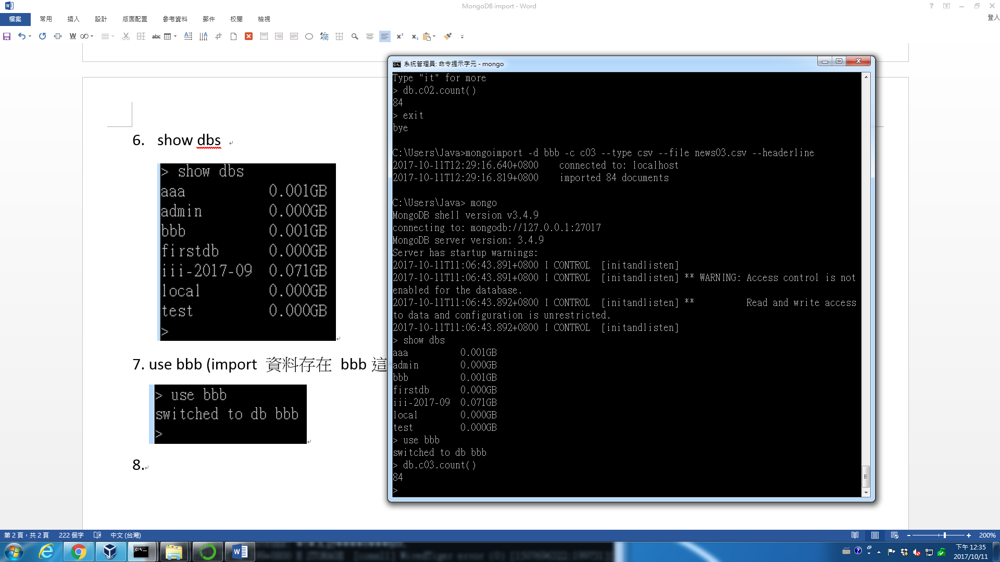 MongoDB import - Word
檔案 常用 插入 設計 版面配置 參考資料 郵件 校閱 檢視 登入
6. show dbs
> show dbs
aaa 0.001GB
admin 0.000GB
bbb 0.001GB
firstdb 0.000GB
iii-2017-09 0.071GB
local 0.000GB
test 0.000GB
>
7. use bbb (import 資料存在 bbb 這
> use bbb
switched to db bbb
>
8.
系統管理員: 命令提示字元 - mongo
Type "it" for more
> db.c02.count()
84
> exit
bye
C:\Users\Java>mongoimport -d bbb -c c03 --type csv --file news03.csv --headerline
2017-10-11T12:29:16.640+0800 connected to: localhost
2017-10-11T12:29:16.819+0800 imported 84 documents
C:\Users\Java> mongo
MongoDB shell version v3.4.9
connecting to: mongodb://127.0.0.1:27017
MongoDB server version: 3.4.9
Server has startup warnings:
2017-10-11T11:06:43.891+0800 I CONTROL [initandlisten]
2017-10-11T11:06:43.891+0800 I CONTROL [initandlisten] ** WARNING: Access control is not
enabled for the database.
2017-10-11T11:06:43.892+0800 I CONTROL [initandlisten] ** Read and write access
to data and configuration is unrestricted.
2017-10-11T11:06:43.892+0800 I CONTROL [initandlisten]
> show dbs
aaa 0.001GB
admin 0.000GB
bbb 0.001GB
firstdb 0.000GB
iii-2017-09 0.071GB
local 0.000GB
test 0.000GB
> use bbb
switched to db bbb
> db.c03.count()
84
>
第 2 頁，共 2 頁 222 個字 中文 (台灣) 200%
下午 12:35
2017/10/11